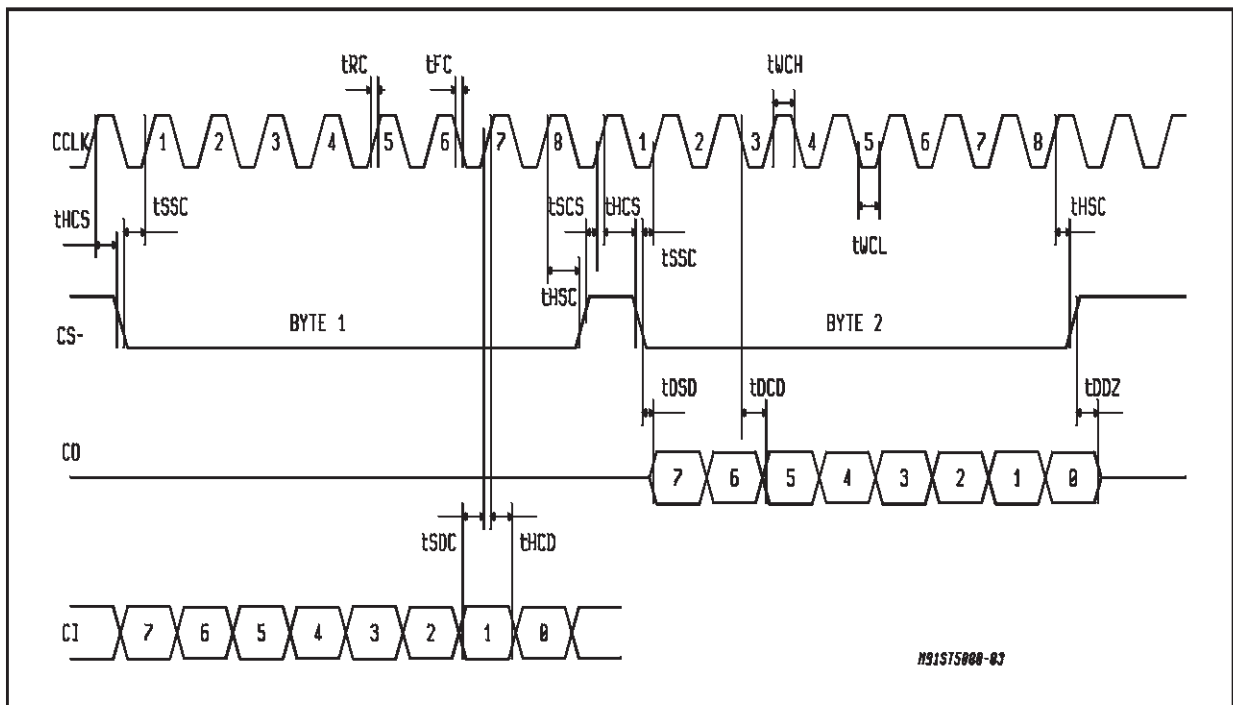 tRC tFC tWCH
CCLK 1 2 3 4 5 6 7 8 1 2 3 4 5 6 7 8
tHCS tSSC tSCS tHCS tSSC tWCL tHSC
tHSC
CS- BYTE 1 BYTE 2
tDSD tDCD tDDZ
CO 7 6 5 4 3 2 1 0
tSDC tHCD
CI 7 6 5 4 3 2 1 0
M91ST5080-03